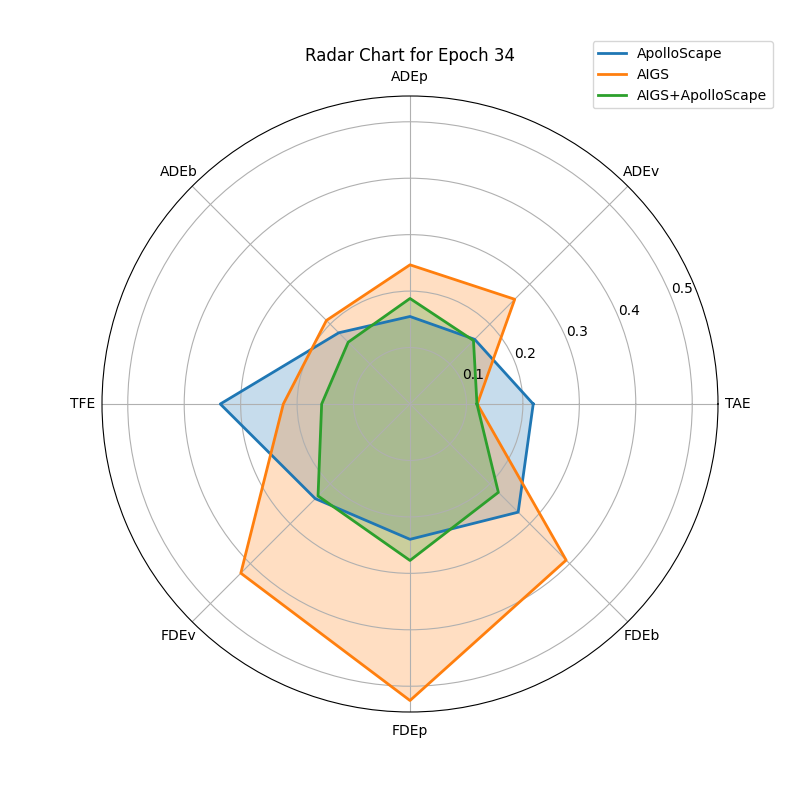 Radar Chart for Epoch 34
ApolloScape
AIGS
AIGS+ApolloScape
ADEp
ADEb
ADEv
0.5
0.4
0.3
0.2
0.1
TFE
TAE
FDEv
FDEb
FDEp